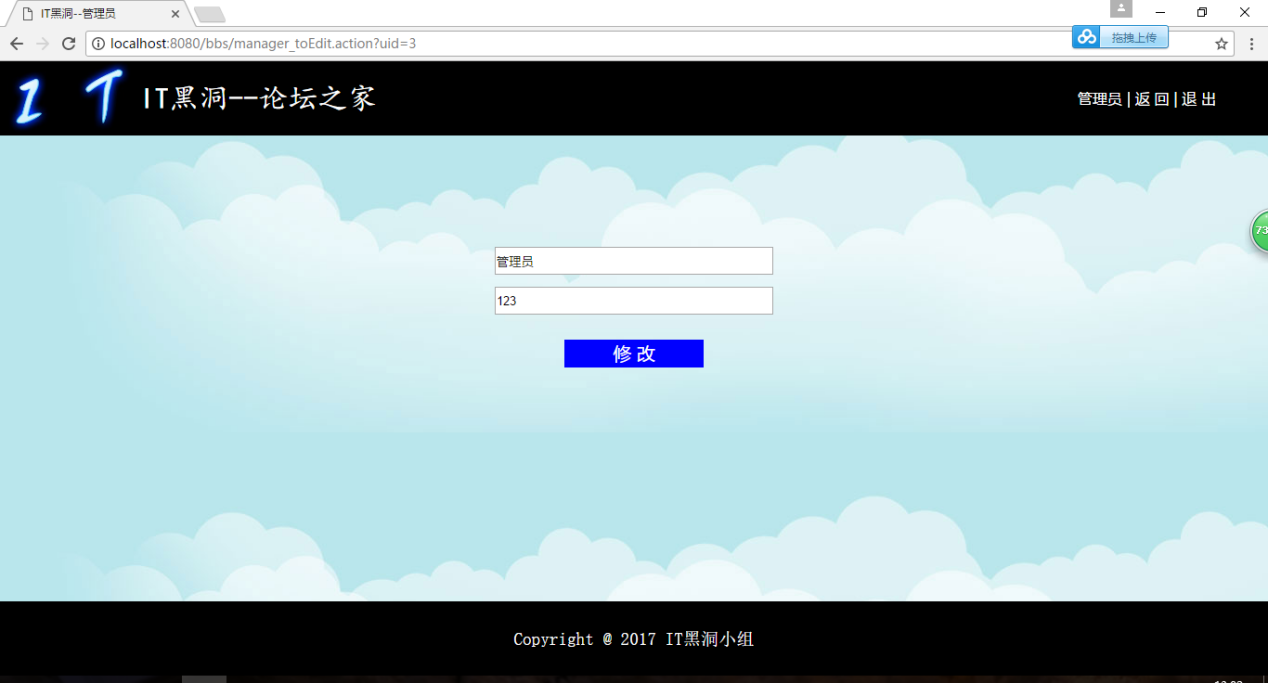 IT黑洞--管理员
localhost:8080/bbs/manager_toEdit.action?uid=3
拖拽上传
I T IT黑洞--论坛之家
管理员 | 返 回 | 退 出
73
管理员
123
修 改
Copyright @ 2017 IT黑洞小组